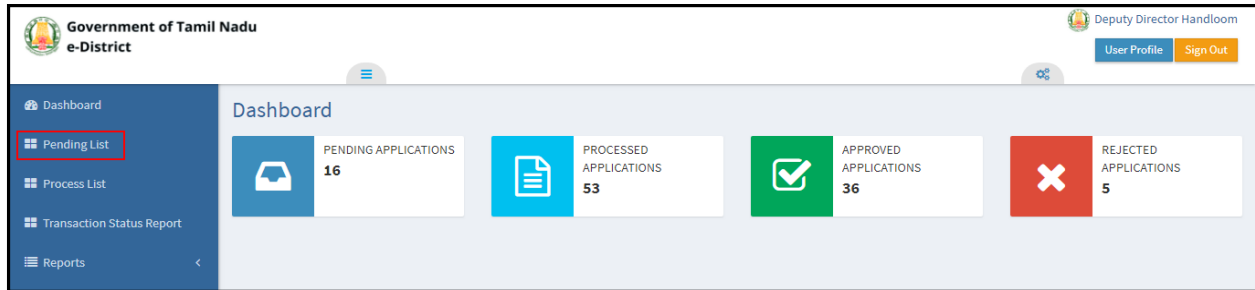 Government of Tamil Nadu
e-District
Deputy Director Handloom
User Profile
Sign Out
Dashboard
Pending List
Process List
Transaction Status Report
Reports
Dashboard
PENDING APPLICATIONS
16
PROCESSED
APPLICATIONS
53
APPROVED
APPLICATIONS
36
REJECTED
APPLICATIONS
5